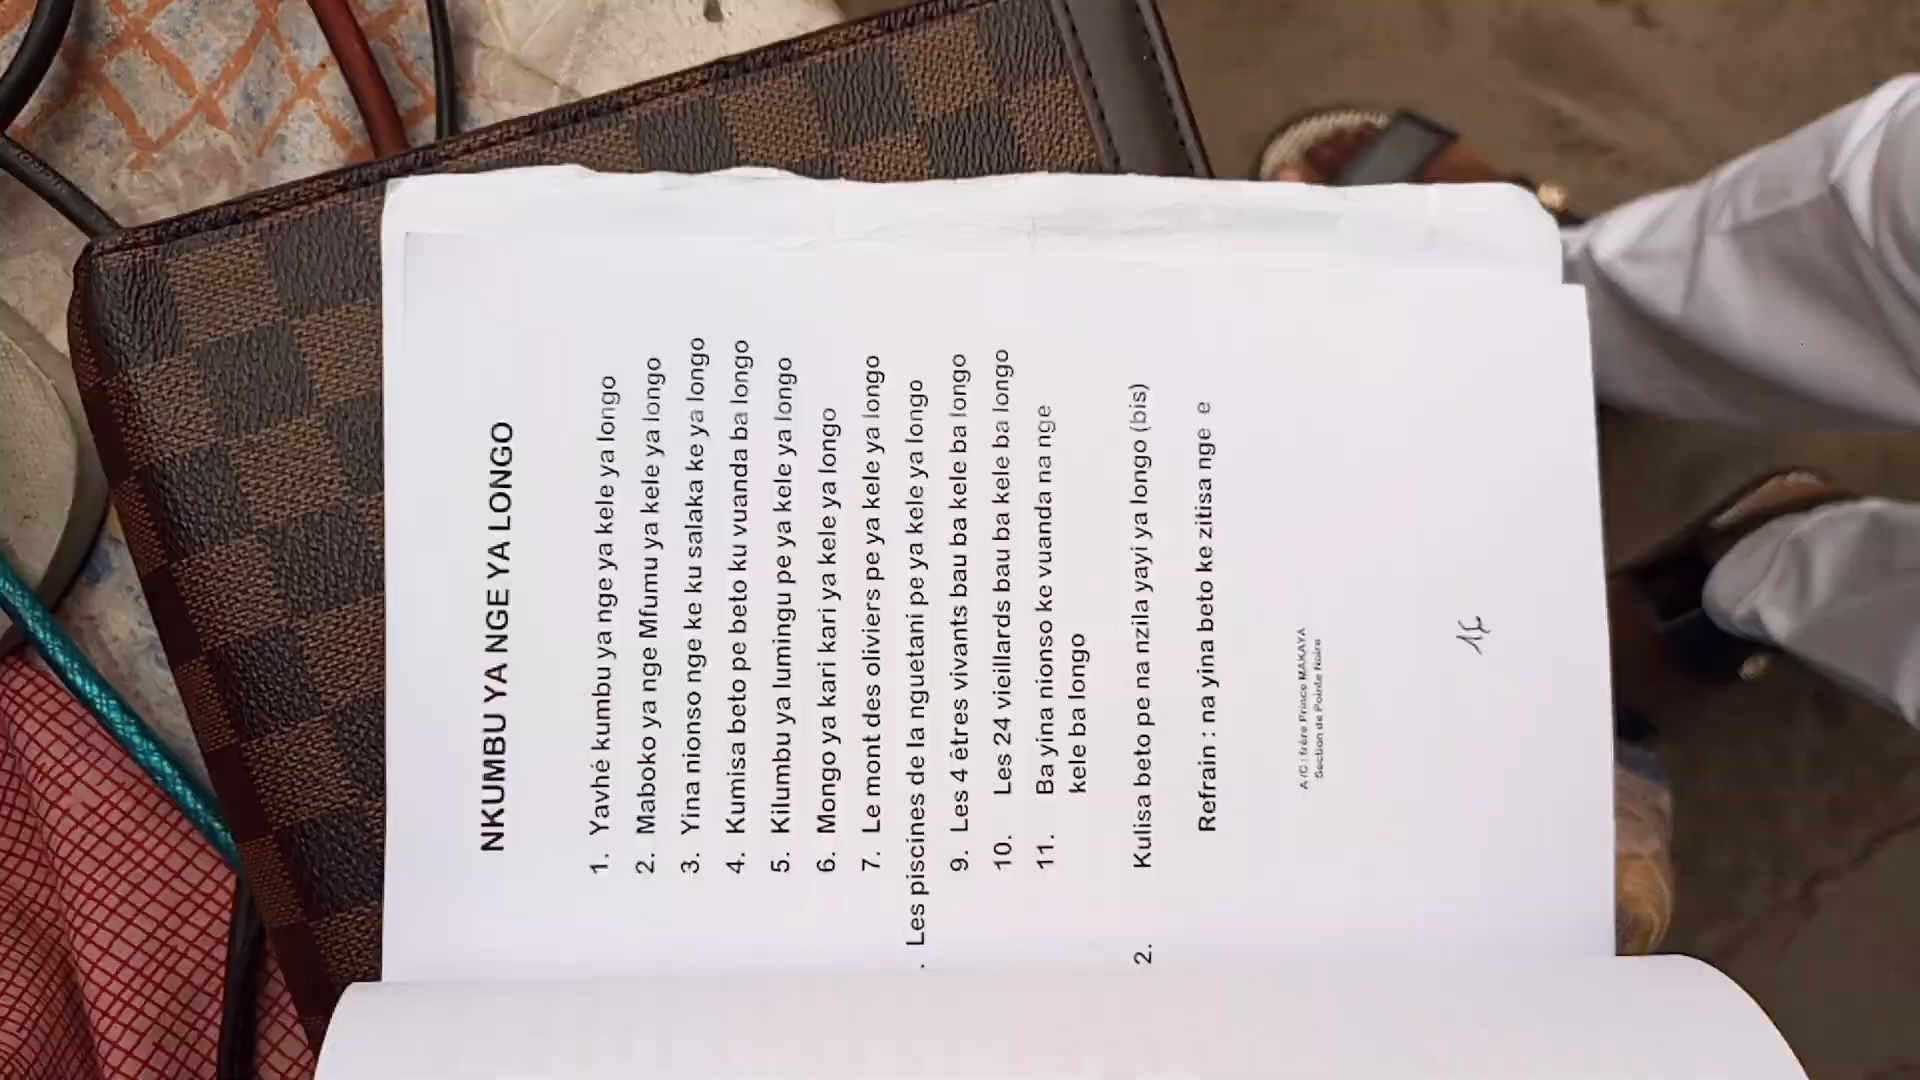 NKUMBU YA NGE YA LONGO
1. Yavhé kumbu ya nge ya kele ya longo
2. Maboko ya nge Mfumu ya kele ya longo
3. Yina nionso nge ke ku salaka ke ya longo
4. Kumisa beto pe beto ku vuanda ba longo
5. Kilumbu ya lumingu pe ya kele ya longo
6. Mongo ya kari kari ya kele ya longo
7. Le mont des oliviers pe ya kele ya longo
. Les piscines de la nguetani pe ya kele ya longo
9. Les 4 êtres vivants bau ba kele ba longo
10. Les 24 vieillards bau ba kele ba longo
11. Ba yina nionso ke vuanda na nge
kele ba longo
2. Kulisa beto pe na nzila yayi ya longo (bis)
Refrain : na yina beto ke zitisa nge e
A /C : frère Prince MAKAYA
Section de Pointe Noire